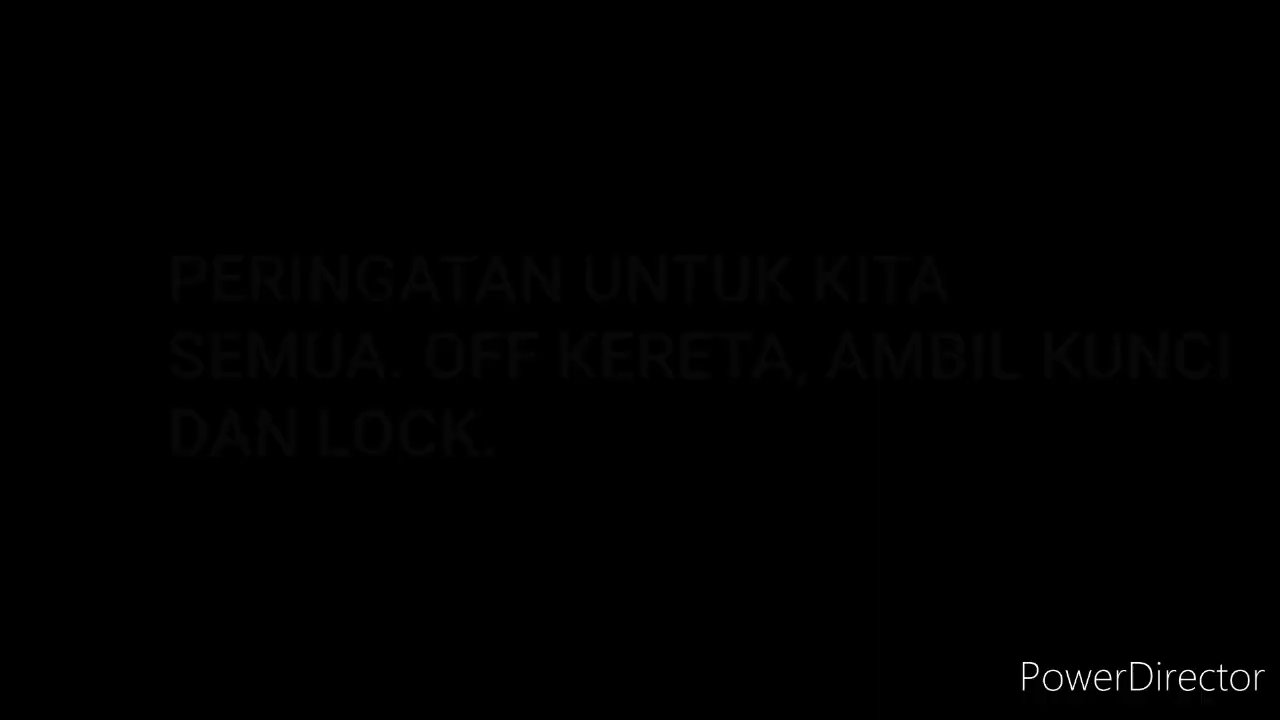 PERINGATAN UNTUK KITA
SEMUA. OFF KERETA, AMBIL KUNCI
DAN LOCK.
PowerDirector